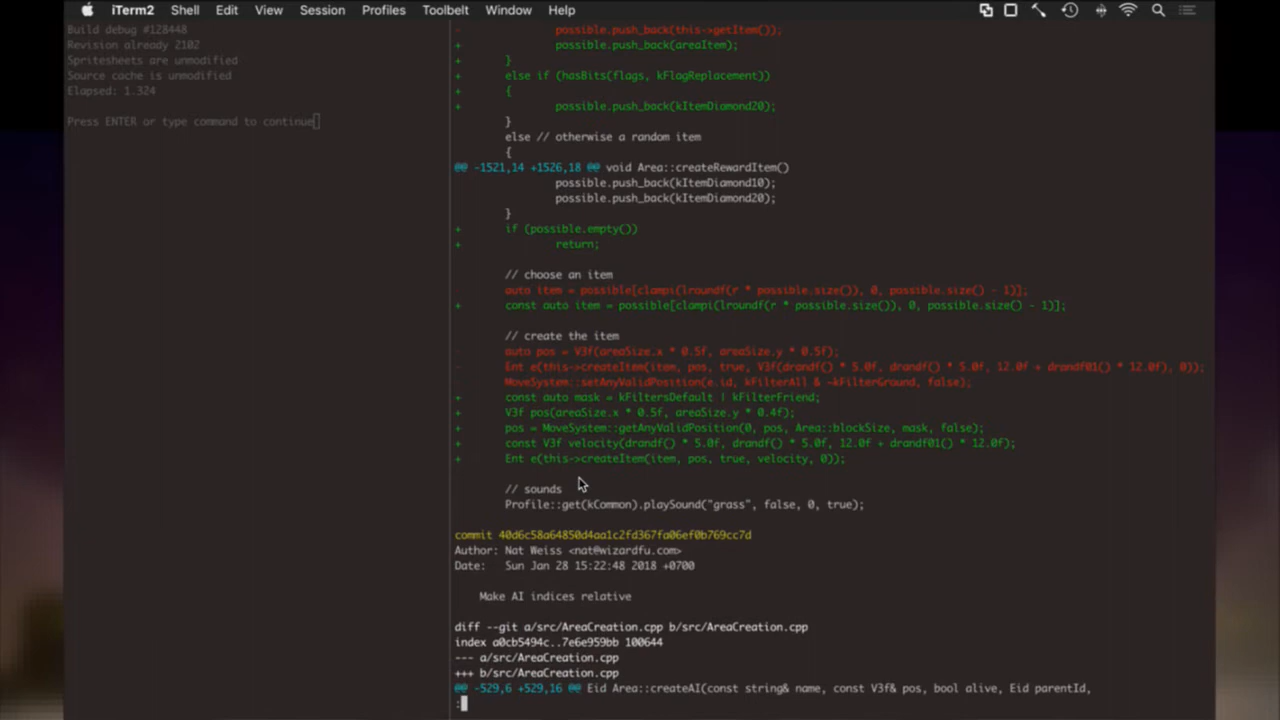 iTerm2 Shell Edit View Session Profiles Toolbelt Window Help
Build debug #128448
Revision already 2102
Spritesheets are unmodified
Source cache is unmodified
Elapsed: 1.324
Press ENTER or type command to continue
- possible.push_back(this->getItem());
+ possible.push_back(areaItem);
+ }
+ else if (hasBits(flags, kFlagReplacement))
+ {
+ possible.push_back(kItemDiamond20);
}
else // otherwise a random item
{
@@ -1521,14 +1526,18 @@ void Area::createRewardItem()
possible.push_back(kItemDiamond10);
possible.push_back(kItemDiamond20);
}
+ if (possible.empty())
+ return;
// choose an item
- auto item = possible[clampi(lroundf(r * possible.size()), 0, possible.size() - 1)];
+ const auto item = possible[clampi(lroundf(r * possible.size()), 0, possible.size() - 1)];
// create the item
- auto pos = V3f(areaSize.x * 0.5f, areaSize.y * 0.5f);
- Ent e(this->createItem(item, pos, true, V3f(drandf() * 5.0f, drandf() * 5.0f, 12.0f + drandf01() * 12.0f), 0));
- MoveSystem::setAnyValidPosition(e.id, kFilterAll & ~kFilterGround, false);
+ const auto mask = kFiltersDefault | kFilterFriend;
+ V3f pos(areaSize.x * 0.5f, areaSize.y * 0.4f);
+ pos = MoveSystem::getAnyValidPosition(0, pos, Area::blockSize, mask, false);
+ const V3f velocity(drandf() * 5.0f, drandf() * 5.0f, 12.0f + drandf01() * 12.0f);
+ Ent e(this->createItem(item, pos, true, velocity, 0));
// sounds
Profile::get(kCommon).playSound("grass", false, 0, true);
commit 40d6c58a64850d4aa1c2fd367fa06ef0b769cc7d
Author: Nat Weiss <nat@wizardfu.com>
Date: Sun Jan 28 15:22:48 2018 +0700
Make AI indices relative
diff --git a/src/AreaCreation.cpp b/src/AreaCreation.cpp
index a0cb5494c..7e6e959bb 100644
--- a/src/AreaCreation.cpp
+++ b/src/AreaCreation.cpp
@@ -529,6 +529,16 @@ Eid Area::createAI(const string& name, const V3f& pos, bool alive, Eid parentId,
: